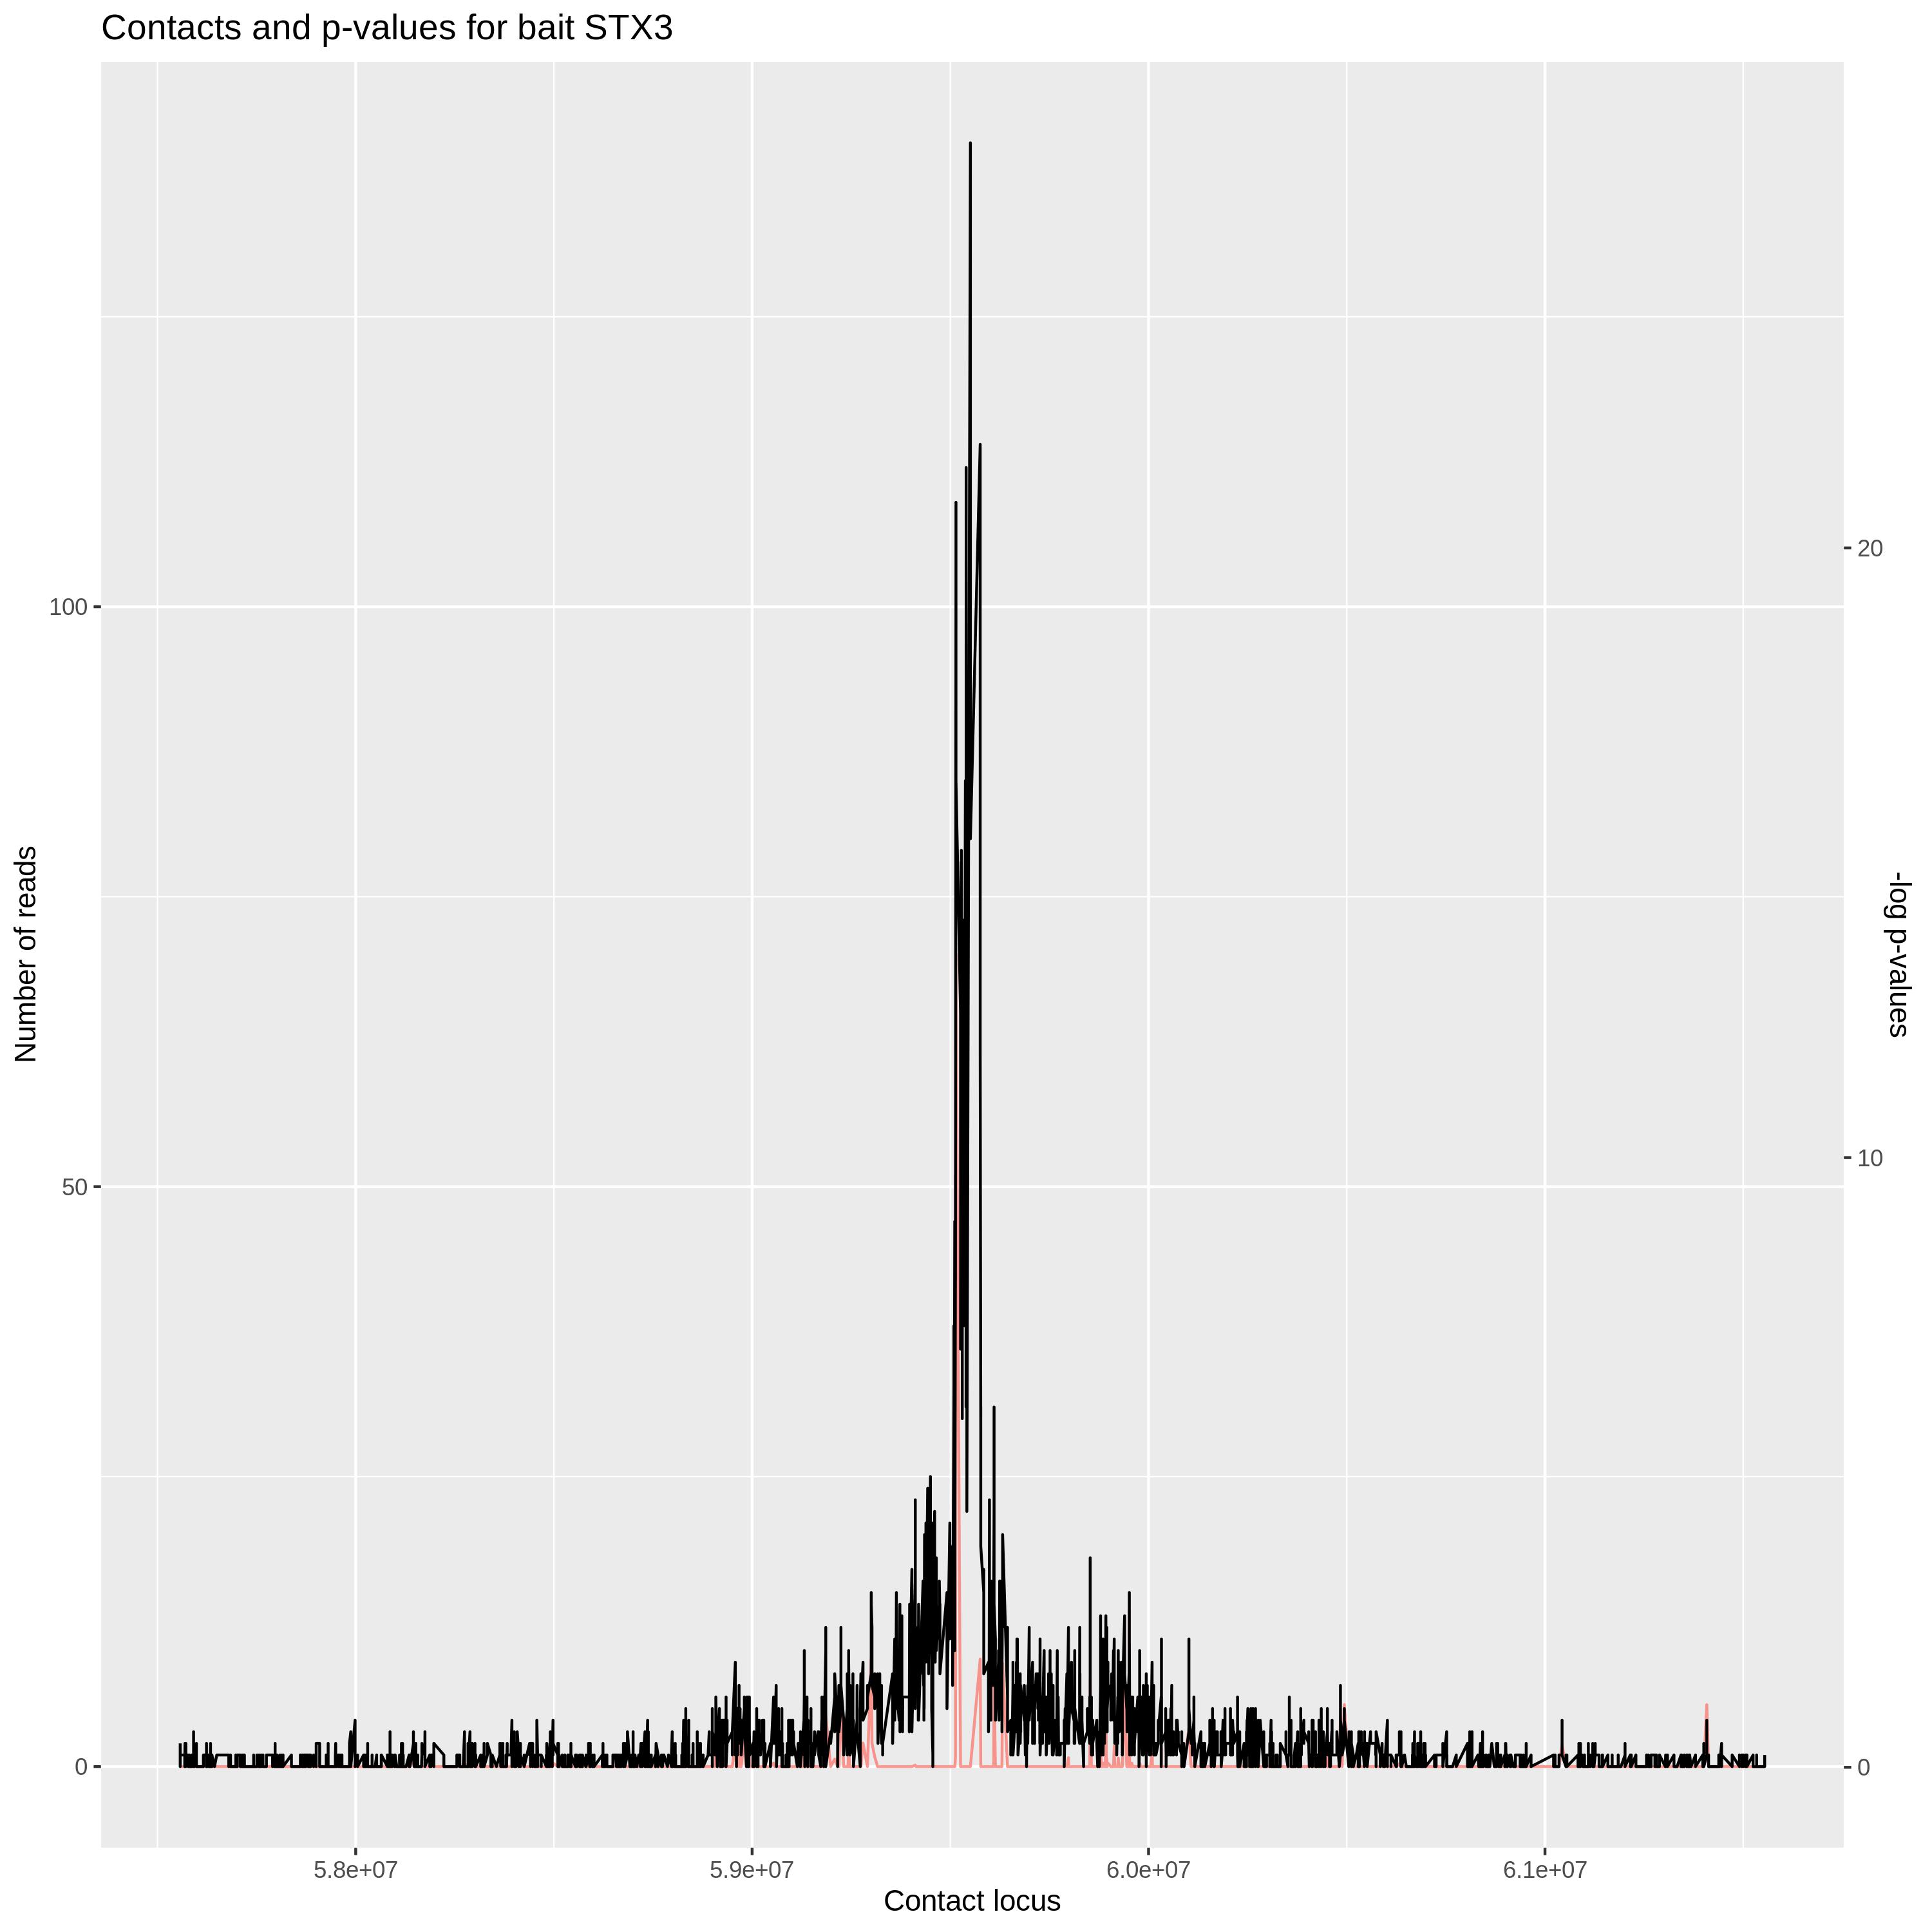 Contacts and p-values for bait STX3
100
50
0
Number of reads
20
10
0
-log p-values
5.8e+07
5.9e+07
6.0e+07
6.1e+07
Contact locus